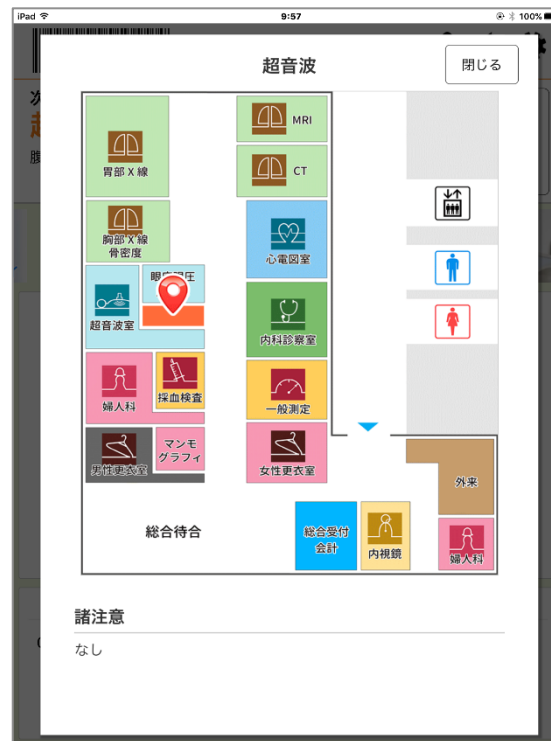 iPad
9:57
100%
超音波
閉じる
胃部X線
MRI
CT
胸部X線
骨密度
心電図室
超音波室
内科診察室
婦人科
採血検査
一般測定
男性更衣室
マンモ
グラフィ
女性更衣室
外来
総合待合
総合受付
会計
内視鏡
婦人科
諸注意
なし